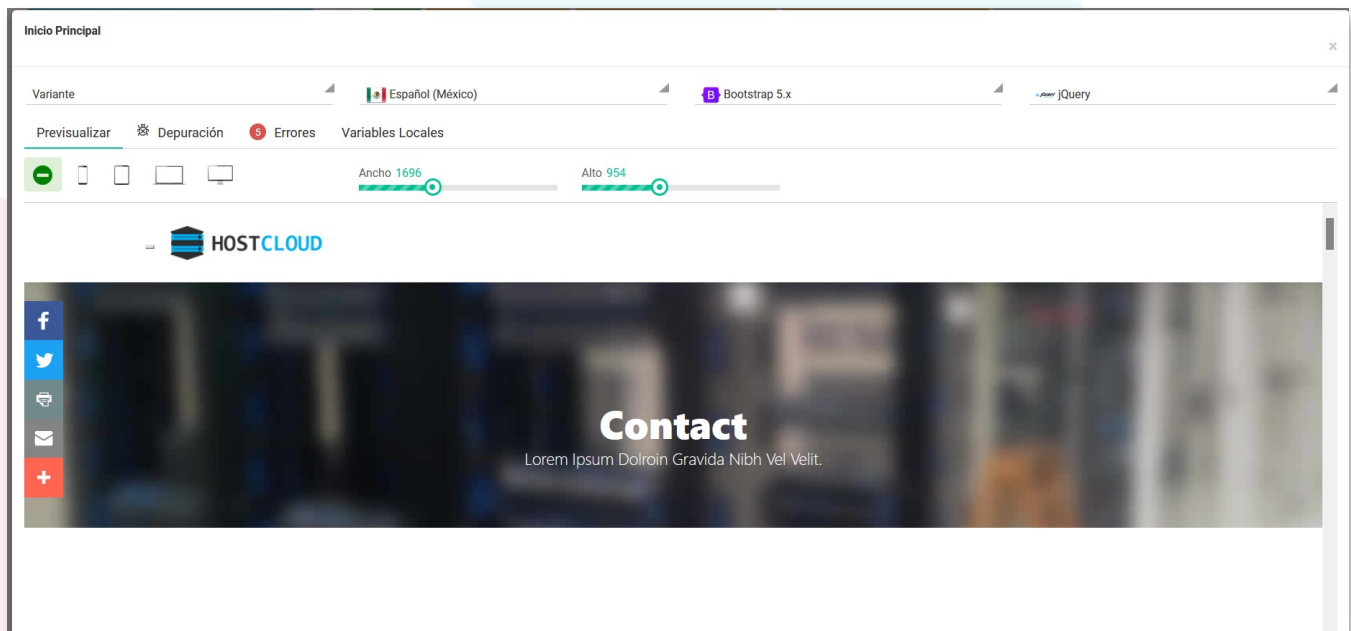 Inicio Principal
×
Variante
Español (México)
B Bootstrap 5.x
jQuery jQuery
Previsualizar
Depuración
5 Errores
Variables Locales
Ancho 1696
Alto 954
HOSTCLOUD
Contact
Lorem Ipsum Dolroin Gravida Nibh Vel Velit.